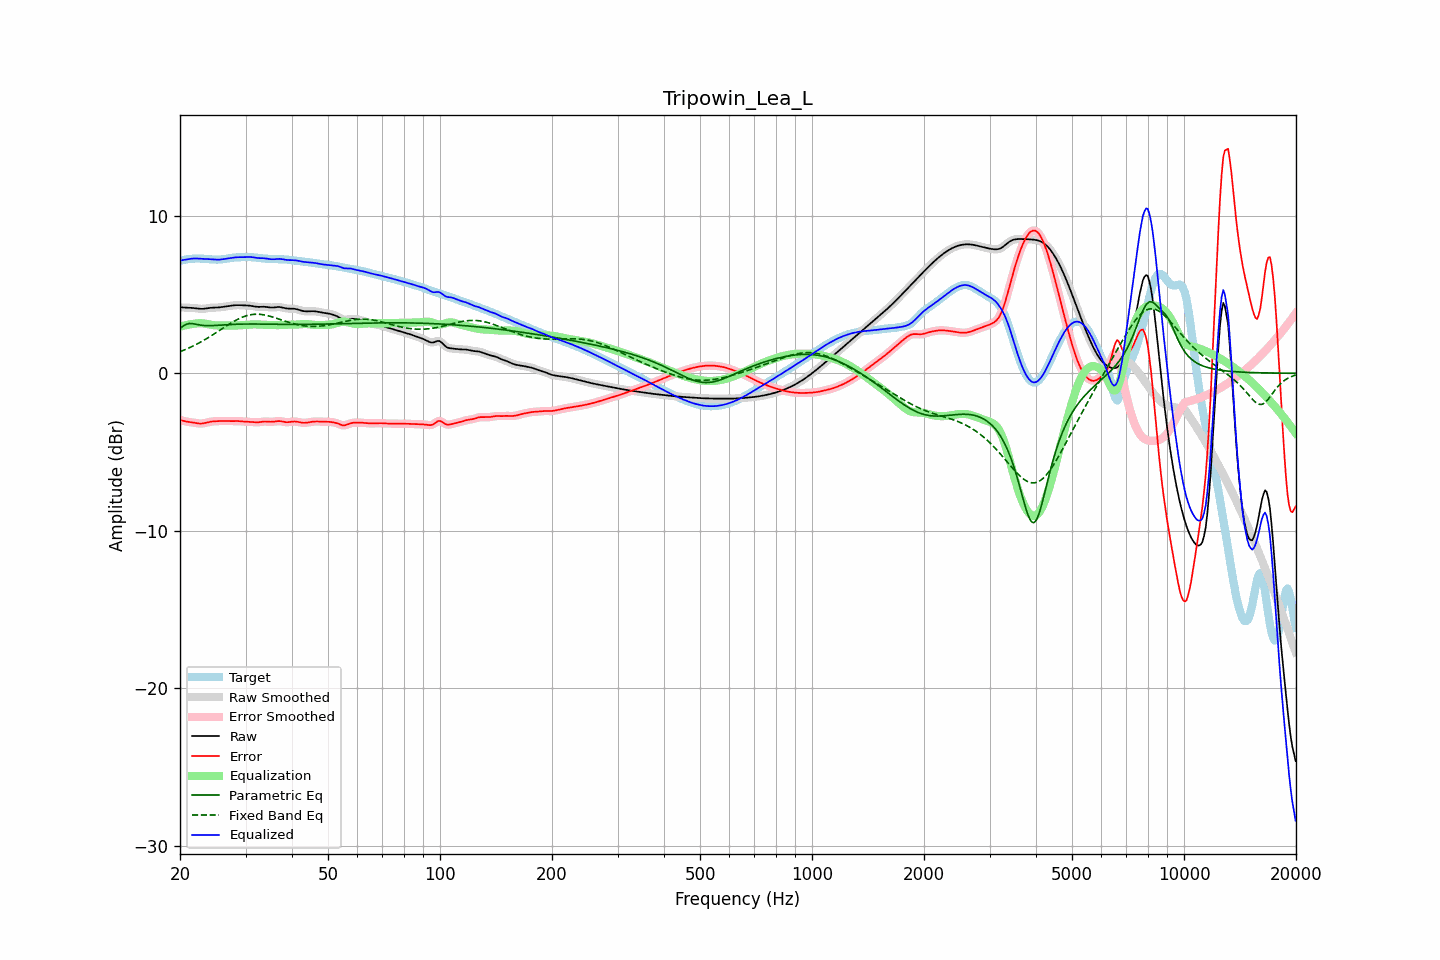 Tripowin_Lea_L
Amplitude (dBr)
10
0
−10
−20
−30
Target
Raw Smoothed
Error Smoothed
Raw
Error
Equalization
Parametric Eq
Fixed Band Eq
Equalized
20 50 100 200 500 1000 2000 5000 10000 20000
Frequency (Hz)